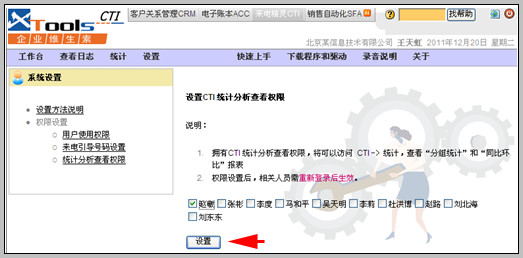 XTools CTI
企业维生素
客户关系管理CRM 电子账本ACC 来电精灵CTI 销售自动化SFA N
找帮助
北京某信息技术有限公司 王天虹 2011年12月20日 星期二
工作台 查看日志 统计 设置 快速上手 下载程序和驱动 录音说明 关于
系统设置
设置方法说明
权限设置
用户使用权限
来电引导号码设置
统计分析查看权限
设置CTI统计分析查看权限
说明：
1. 拥有CTI统计分析查看权限，将可以访问 CTI-> 统计，查看“分组统计”和“同比环
比”报表
2. 权限设置后，相关人员需重新登录后生效。
张彬 李度 马和平 吴天明 李莉 杜洪博 赵路 刘北海
刘东东
设置